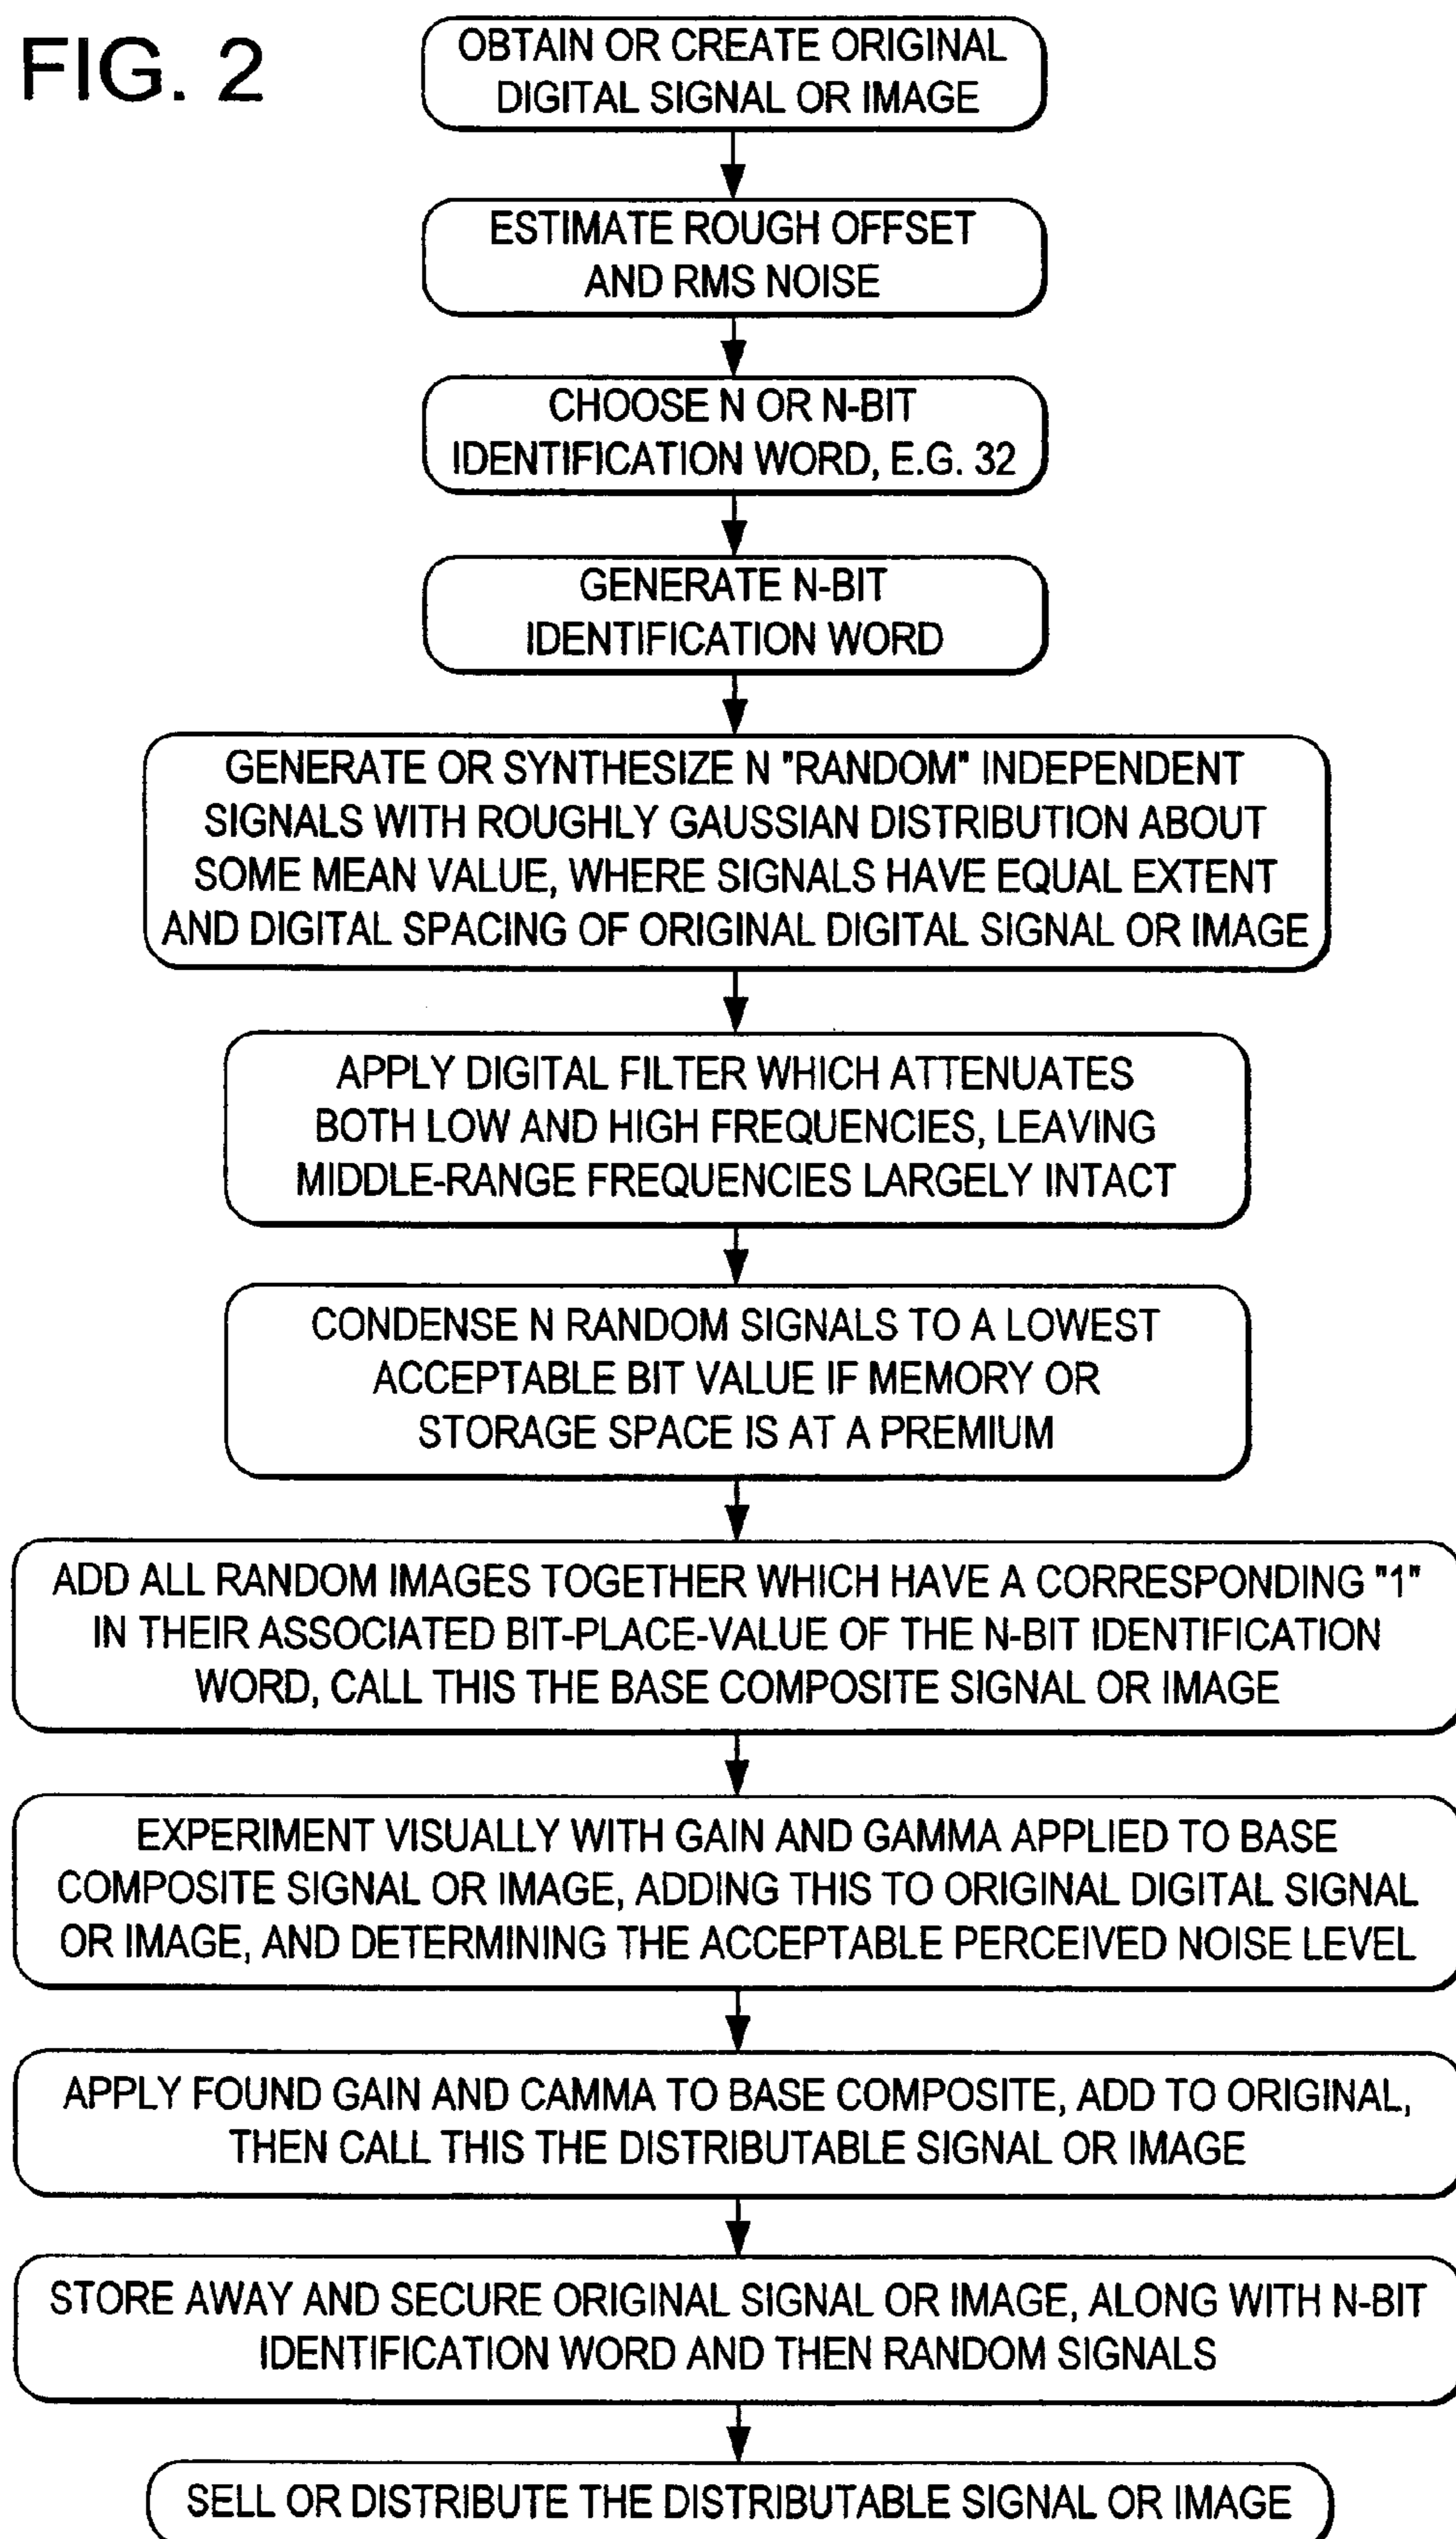 FIG. 2
OBTAIN OR CREATE ORIGINAL
DIGITAL SIGNAL OR IMAGE
ESTIMATE ROUGH OFFSET
AND RMS NOISE
CHOOSE N OR N-BIT
IDENTIFICATION WORD, E.G. 32
GENERATE N-BIT
IDENTIFICATION WORD
GENERATE OR SYNTHESIZE N "RANDOM" INDEPENDENT
SIGNALS WITH ROUGHLY GAUSSIAN DISTRIBUTION ABOUT
SOME MEAN VALUE, WHERE SIGNALS HAVE EQUAL EXTENT
AND DIGITAL SPACING OF ORIGINAL DIGITAL SIGNAL OR IMAGE
APPLY DIGITAL FILTER WHICH ATTENUATES
BOTH LOW AND HIGH FREQUENCIES, LEAVING
MIDDLE-RANGE FREQUENCIES LARGELY INTACT
CONDENSE N RANDOM SIGNALS TO A LOWEST
ACCEPTABLE BIT VALUE IF MEMORY OR
STORAGE SPACE IS AT A PREMIUM
ADD ALL RANDOM IMAGES TOGETHER WHICH HAVE A CORRESPONDING "1"
IN THEIR ASSOCIATED BIT-PLACE-VALUE OF THE N-BIT IDENTIFICATION
WORD, CALL THIS THE BASE COMPOSITE SIGNAL OR IMAGE
EXPERIMENT VISUALLY WITH GAIN AND GAMMA APPLIED TO BASE
COMPOSITE SIGNAL OR IMAGE, ADDING THIS TO ORIGINAL DIGITAL SIGNAL
OR IMAGE, AND DETERMINING THE ACCEPTABLE PERCEIVED NOISE LEVEL
APPLY FOUND GAIN AND CAMMA TO BASE COMPOSITE, ADD TO ORIGINAL,
THEN CALL THIS THE DISTRIBUTABLE SIGNAL OR IMAGE
STORE AWAY AND SECURE ORIGINAL SIGNAL OR IMAGE, ALONG WITH N-BIT
IDENTIFICATION WORD AND THEN RANDOM SIGNALS
SELL OR DISTRIBUTE THE DISTRIBUTABLE SIGNAL OR IMAGE